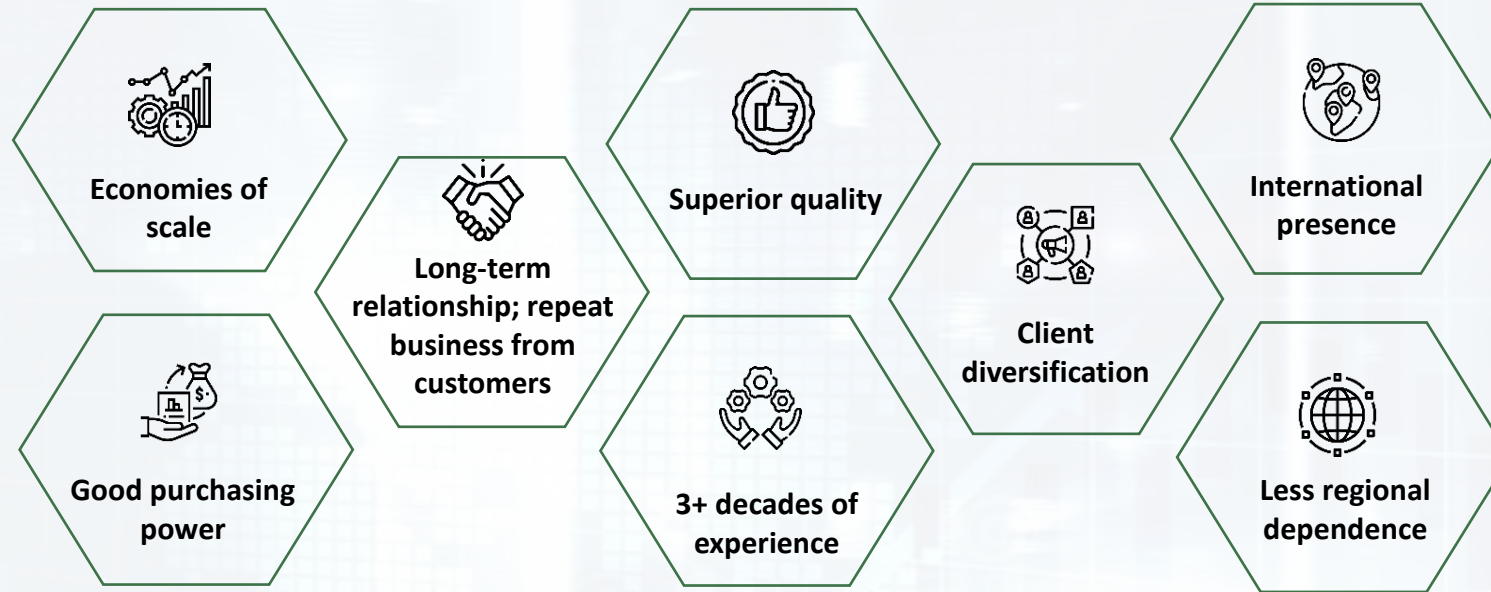 Economies of
scale
Long-term
relationship; repeat
business from
customers
Superior quality
Client
diversification
International
presence
Good purchasing
power
3+ decades of
experience
Less regional
dependence